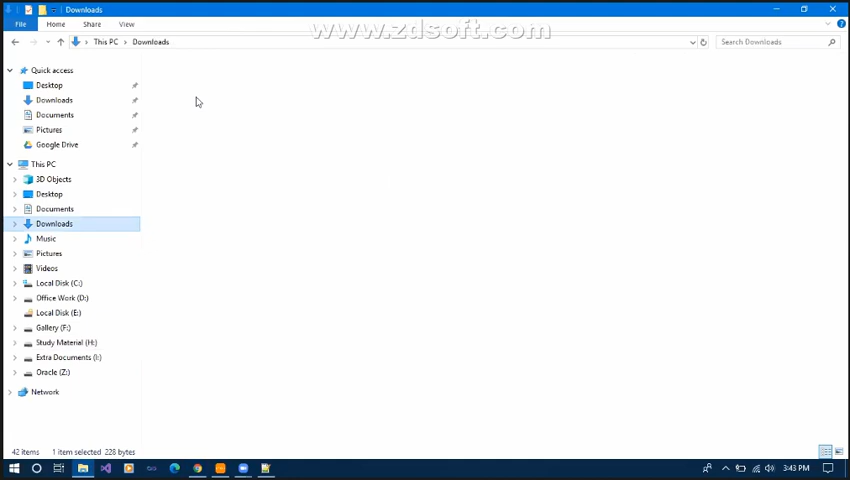 Downloads
File Home Share View
www.zdsoft.com
This PC Downloads
Search Downloads
Quick access
Desktop
Downloads
Documents
Pictures
Google Drive
This PC
3D Objects
Desktop
Documents
Downloads
Music
Pictures
Videos
Local Disk (C:)
Office Work (D:)
Local Disk (E:)
Gallery (F:)
Study Material (H:)
Extra Documents (I:)
Oracle (Z:)
Network
42 items 1 item selected 228 bytes
3:43 PM